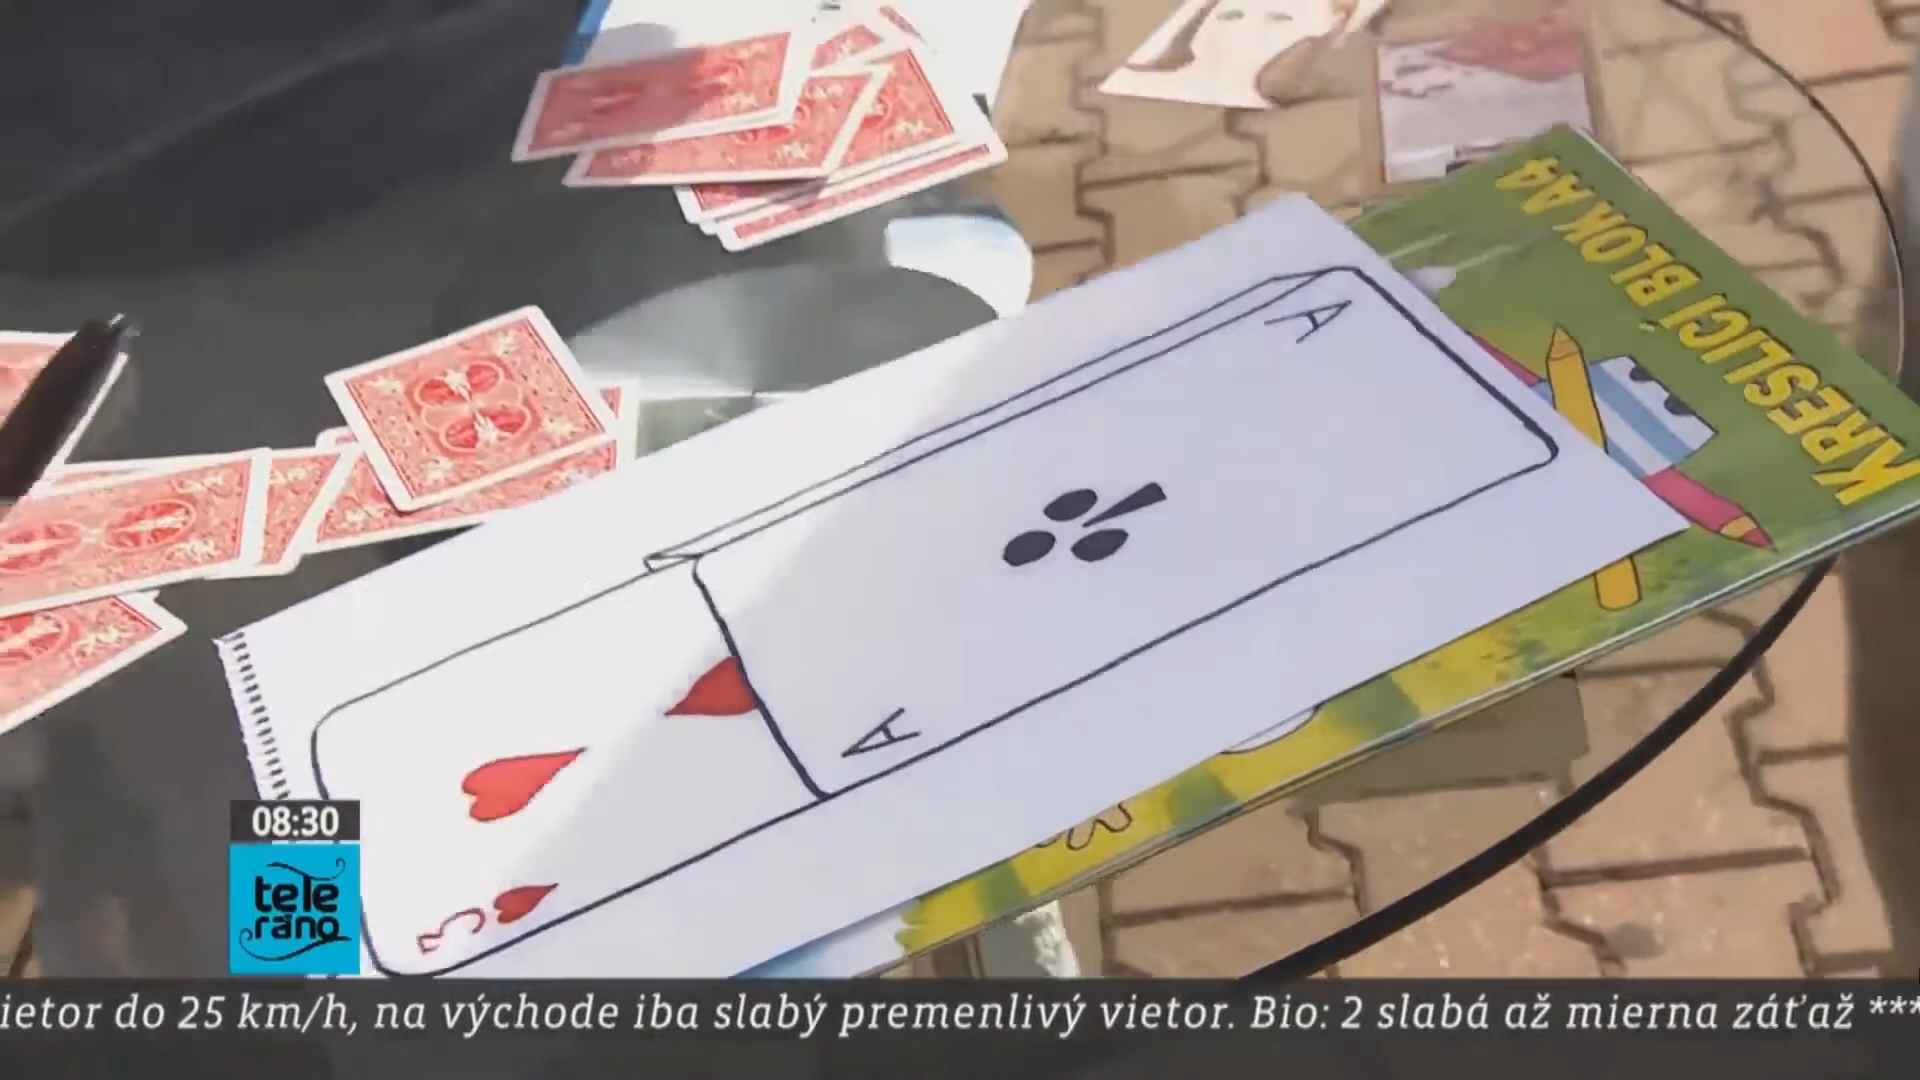 KRESLICÍ BLOK A4
A
A
3
08:30
tele
ráno
ietor do 25 km/h, na východe iba slabý premenlivý vietor. Bio: 2 slabá až mierna záťaž ***